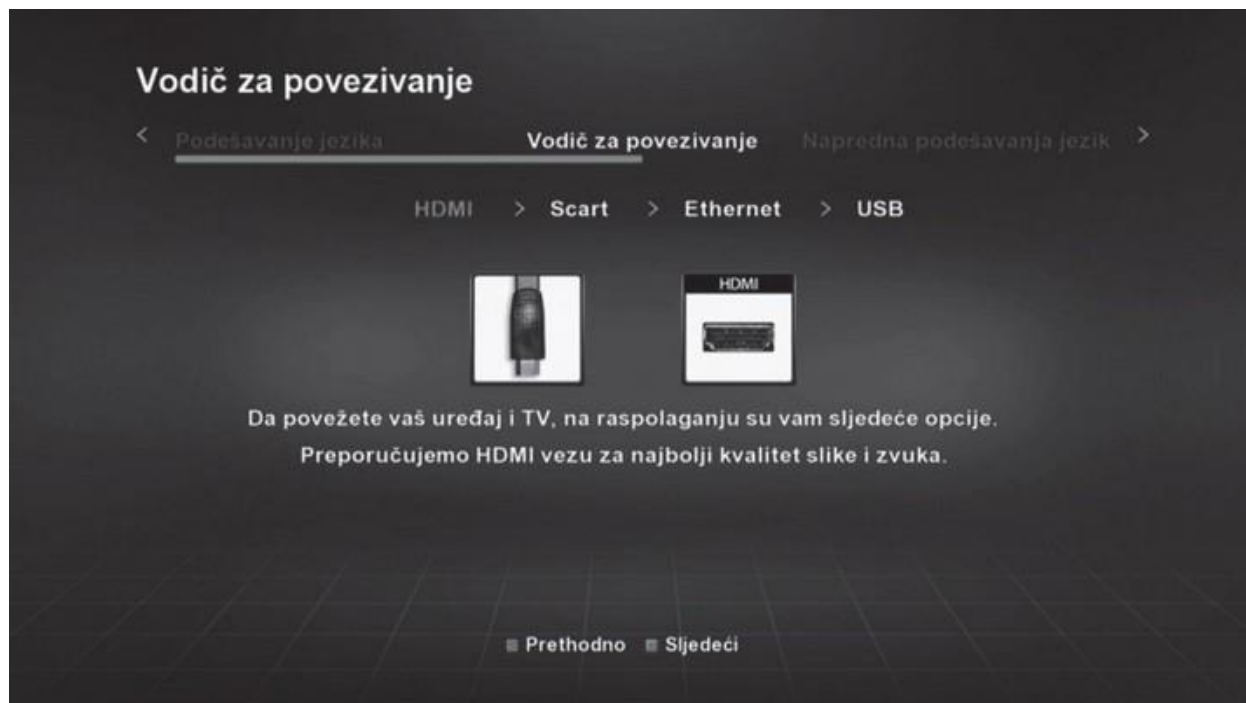 Vodič za povezivanje
< Podešavanje jezika Vodič za povezivanje Napredna podešavanja jezik >
HDMI > Scart > Ethernet > USB
HDMI
Da povežete vaš uređaj i TV, na raspolaganju su vam sljedeće opcije.
Preporučujemo HDMI vezu za najbolji kvalitet slike i zvuka.
Prethodno Sljedeći